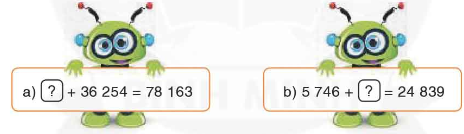 a) ? + 36 254 = 78 163
b) 5 746 + ? = 24 839